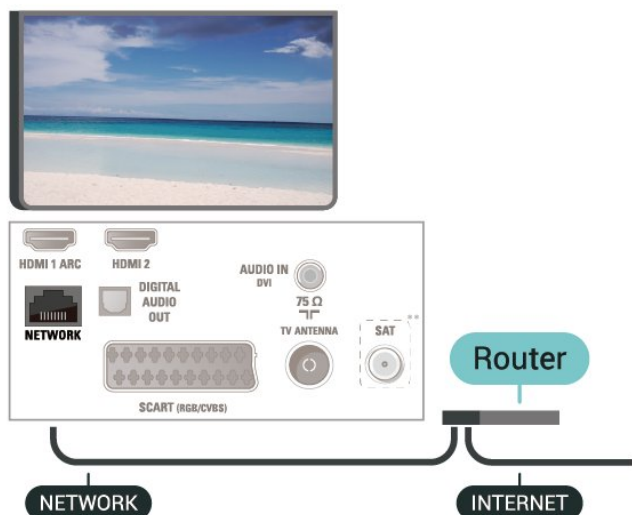 HDMI 1 ARC
HDMI 2
AUDIO IN
DVI
DIGITAL
AUDIO
OUT
75 Ω
NETWORK
TV ANTENNA
SAT
**
SCART (RGB/CVBS)
Router
NETWORK
INTERNET